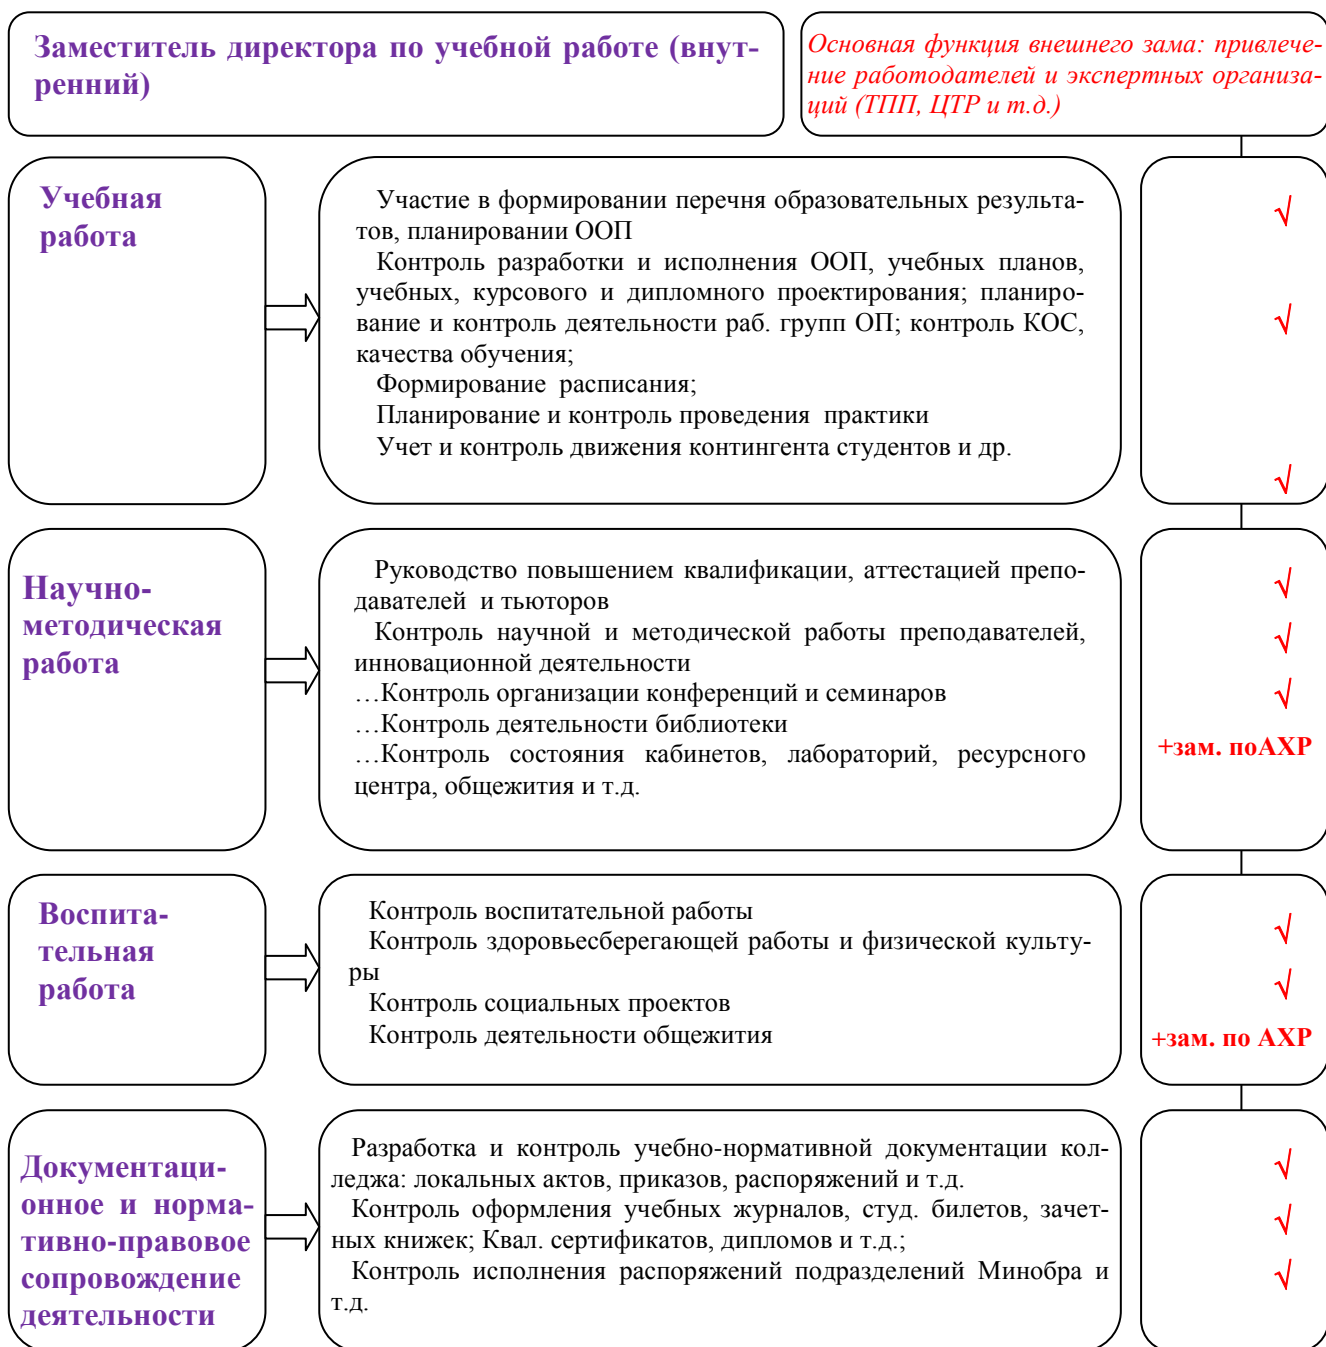 Заместитель директора по учебной работе (внут-
ренний)
Основная функция внешнего зама: привлече-
ние работодателей и экспертных организа-
ций (ТПП, ЦТР и т.д.)
Учебная
работа
Участие в формировании перечня образовательных результа-
тов, планировании ООП
Контроль разработки и исполнения ООП, учебных планов,
учебных, курсового и дипломного проектирования; планиро-
вание и контроль деятельности раб. групп ОП; контроль КОС,
качества обучения;
Формирование расписания;
Планирование и контроль проведения практики
Учет и контроль движения контингента студентов и др.
√
√
√
Научно-
методическая
работа
Руководство повышением квалификации, аттестацией препо-
давателей и тьюторов
Контроль научной и методической работы преподавателей,
инновационной деятельности
…Контроль организации конференций и семинаров
…Контроль деятельности библиотеки
…Контроль состояния кабинетов, лабораторий, ресурсного
центра, общежития и т.д.
√
√
√
+зам. поАХР
Воспита-
тельная
работа
Контроль воспитательной работы
Контроль здоровьесберегающей работы и физической культу-
ры
Контроль социальных проектов
Контроль деятельности общежития
√
√
+зам. по АХР
Документаци-
онное и норма-
тивно-правовое
сопровождение
деятельности
Разработка и контроль учебно-нормативной документации кол-
леджа: локальных актов, приказов, распоряжений и т.д.
Контроль оформления учебных журналов, студ. билетов, зачет-
ных книжек; Квал. сертификатов, дипломов и т.д.;
Контроль исполнения распоряжений подразделений Минобра и
т.д.
√
√
√